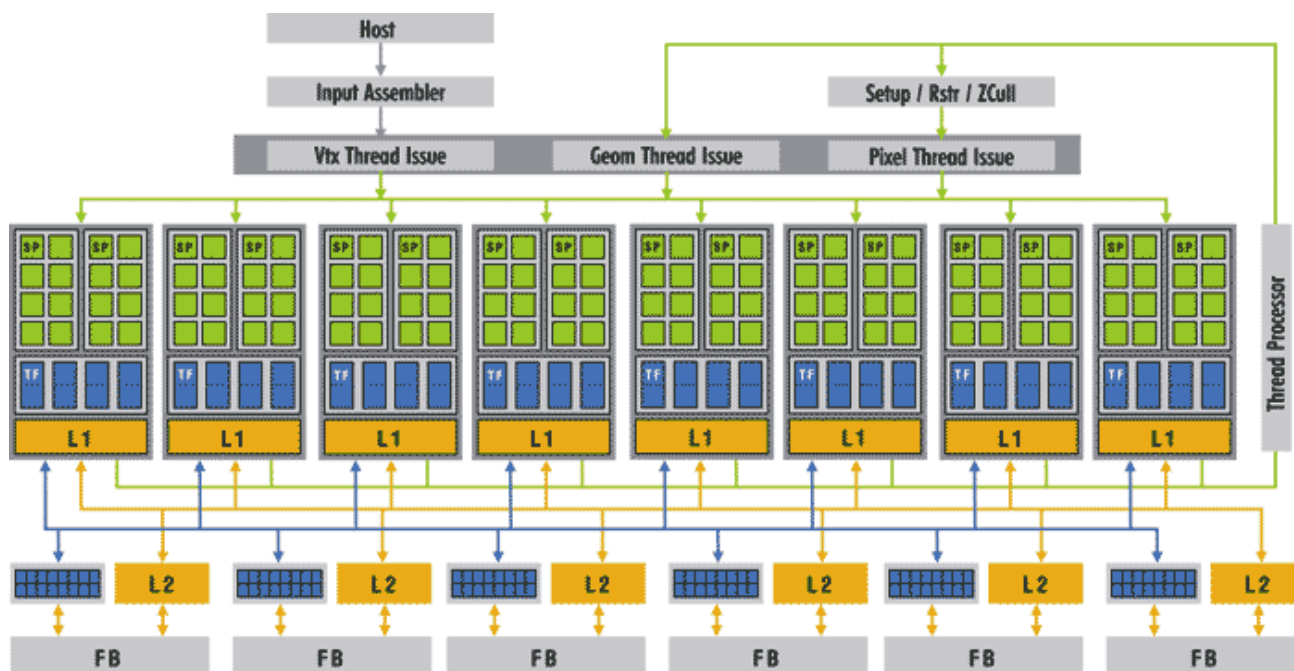 Host
Input Assembler
Setup / Rstr / ZCull
Vtx Thread Issue
Geom Thread Issue
Pixel Thread Issue
SP SP SP SP SP SP SP SP SP SP SP SP SP SP SP SP
Thread Processor
TF TF TF TF TF TF TF TF
L1 L1 L1 L1 L1 L1 L1 L1
L2 L2 L2 L2 L2 L2
FB FB FB FB FB FB